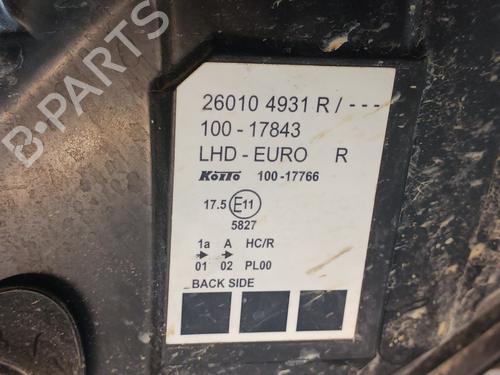 B-PARTS
26010 4931 R / - - -
100 - 17843
LHD - EURO R
KOITO 100 -17766
17.5 E11
5827
1a A HC/R
01 02 PL00
BACK SIDE